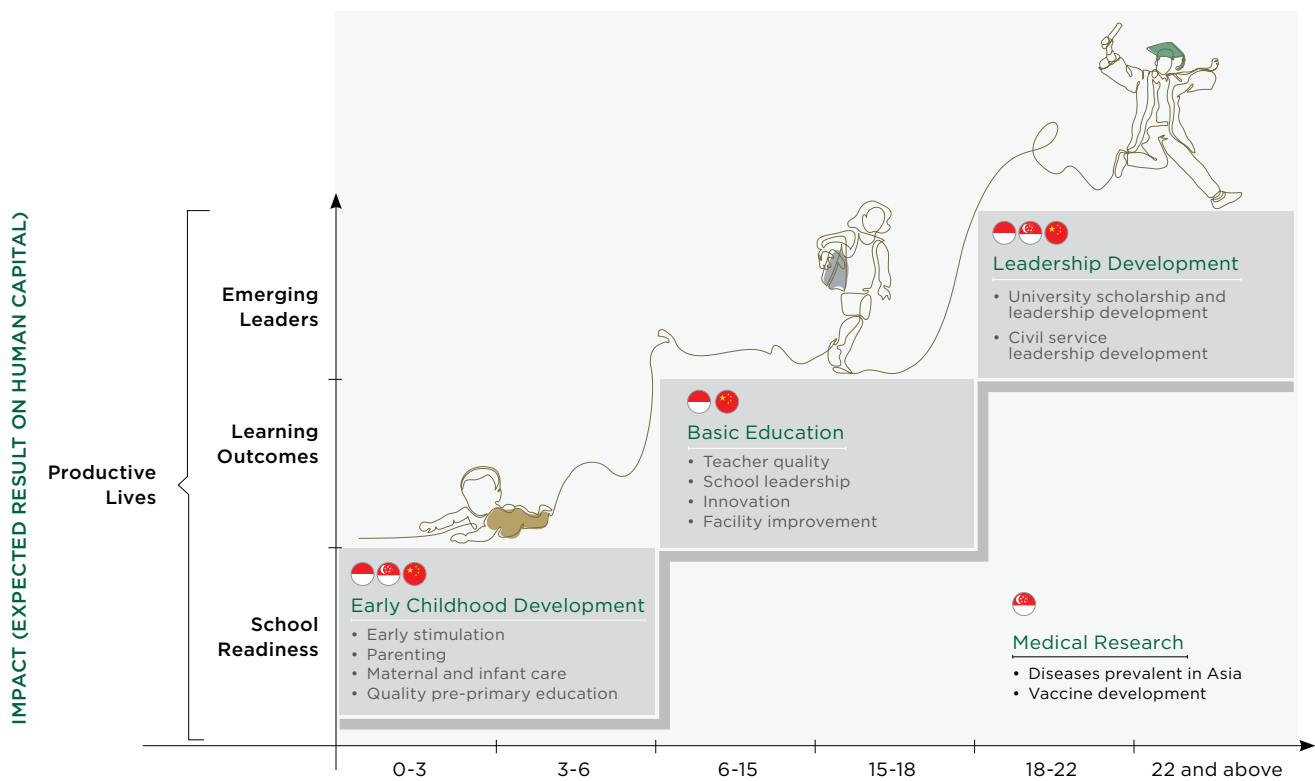 IMPACT (EXPECTED RESULT ON HUMAN CAPITAL)
Productive
Lives
Emerging
Leaders
Learning
Outcomes
School
Readiness
Leadership Development
• University scholarship and
leadership development
• Civil service
leadership development
Basic Education
• Teacher quality
• School leadership
• Innovation
• Facility improvement
Early Childhood Development
• Early stimulation
• Parenting
• Maternal and infant care
• Quality pre-primary education
Medical Research
• Diseases prevalent in Asia
• Vaccine development
0-3
3-6
6-15
15-18
18-22
22 and above